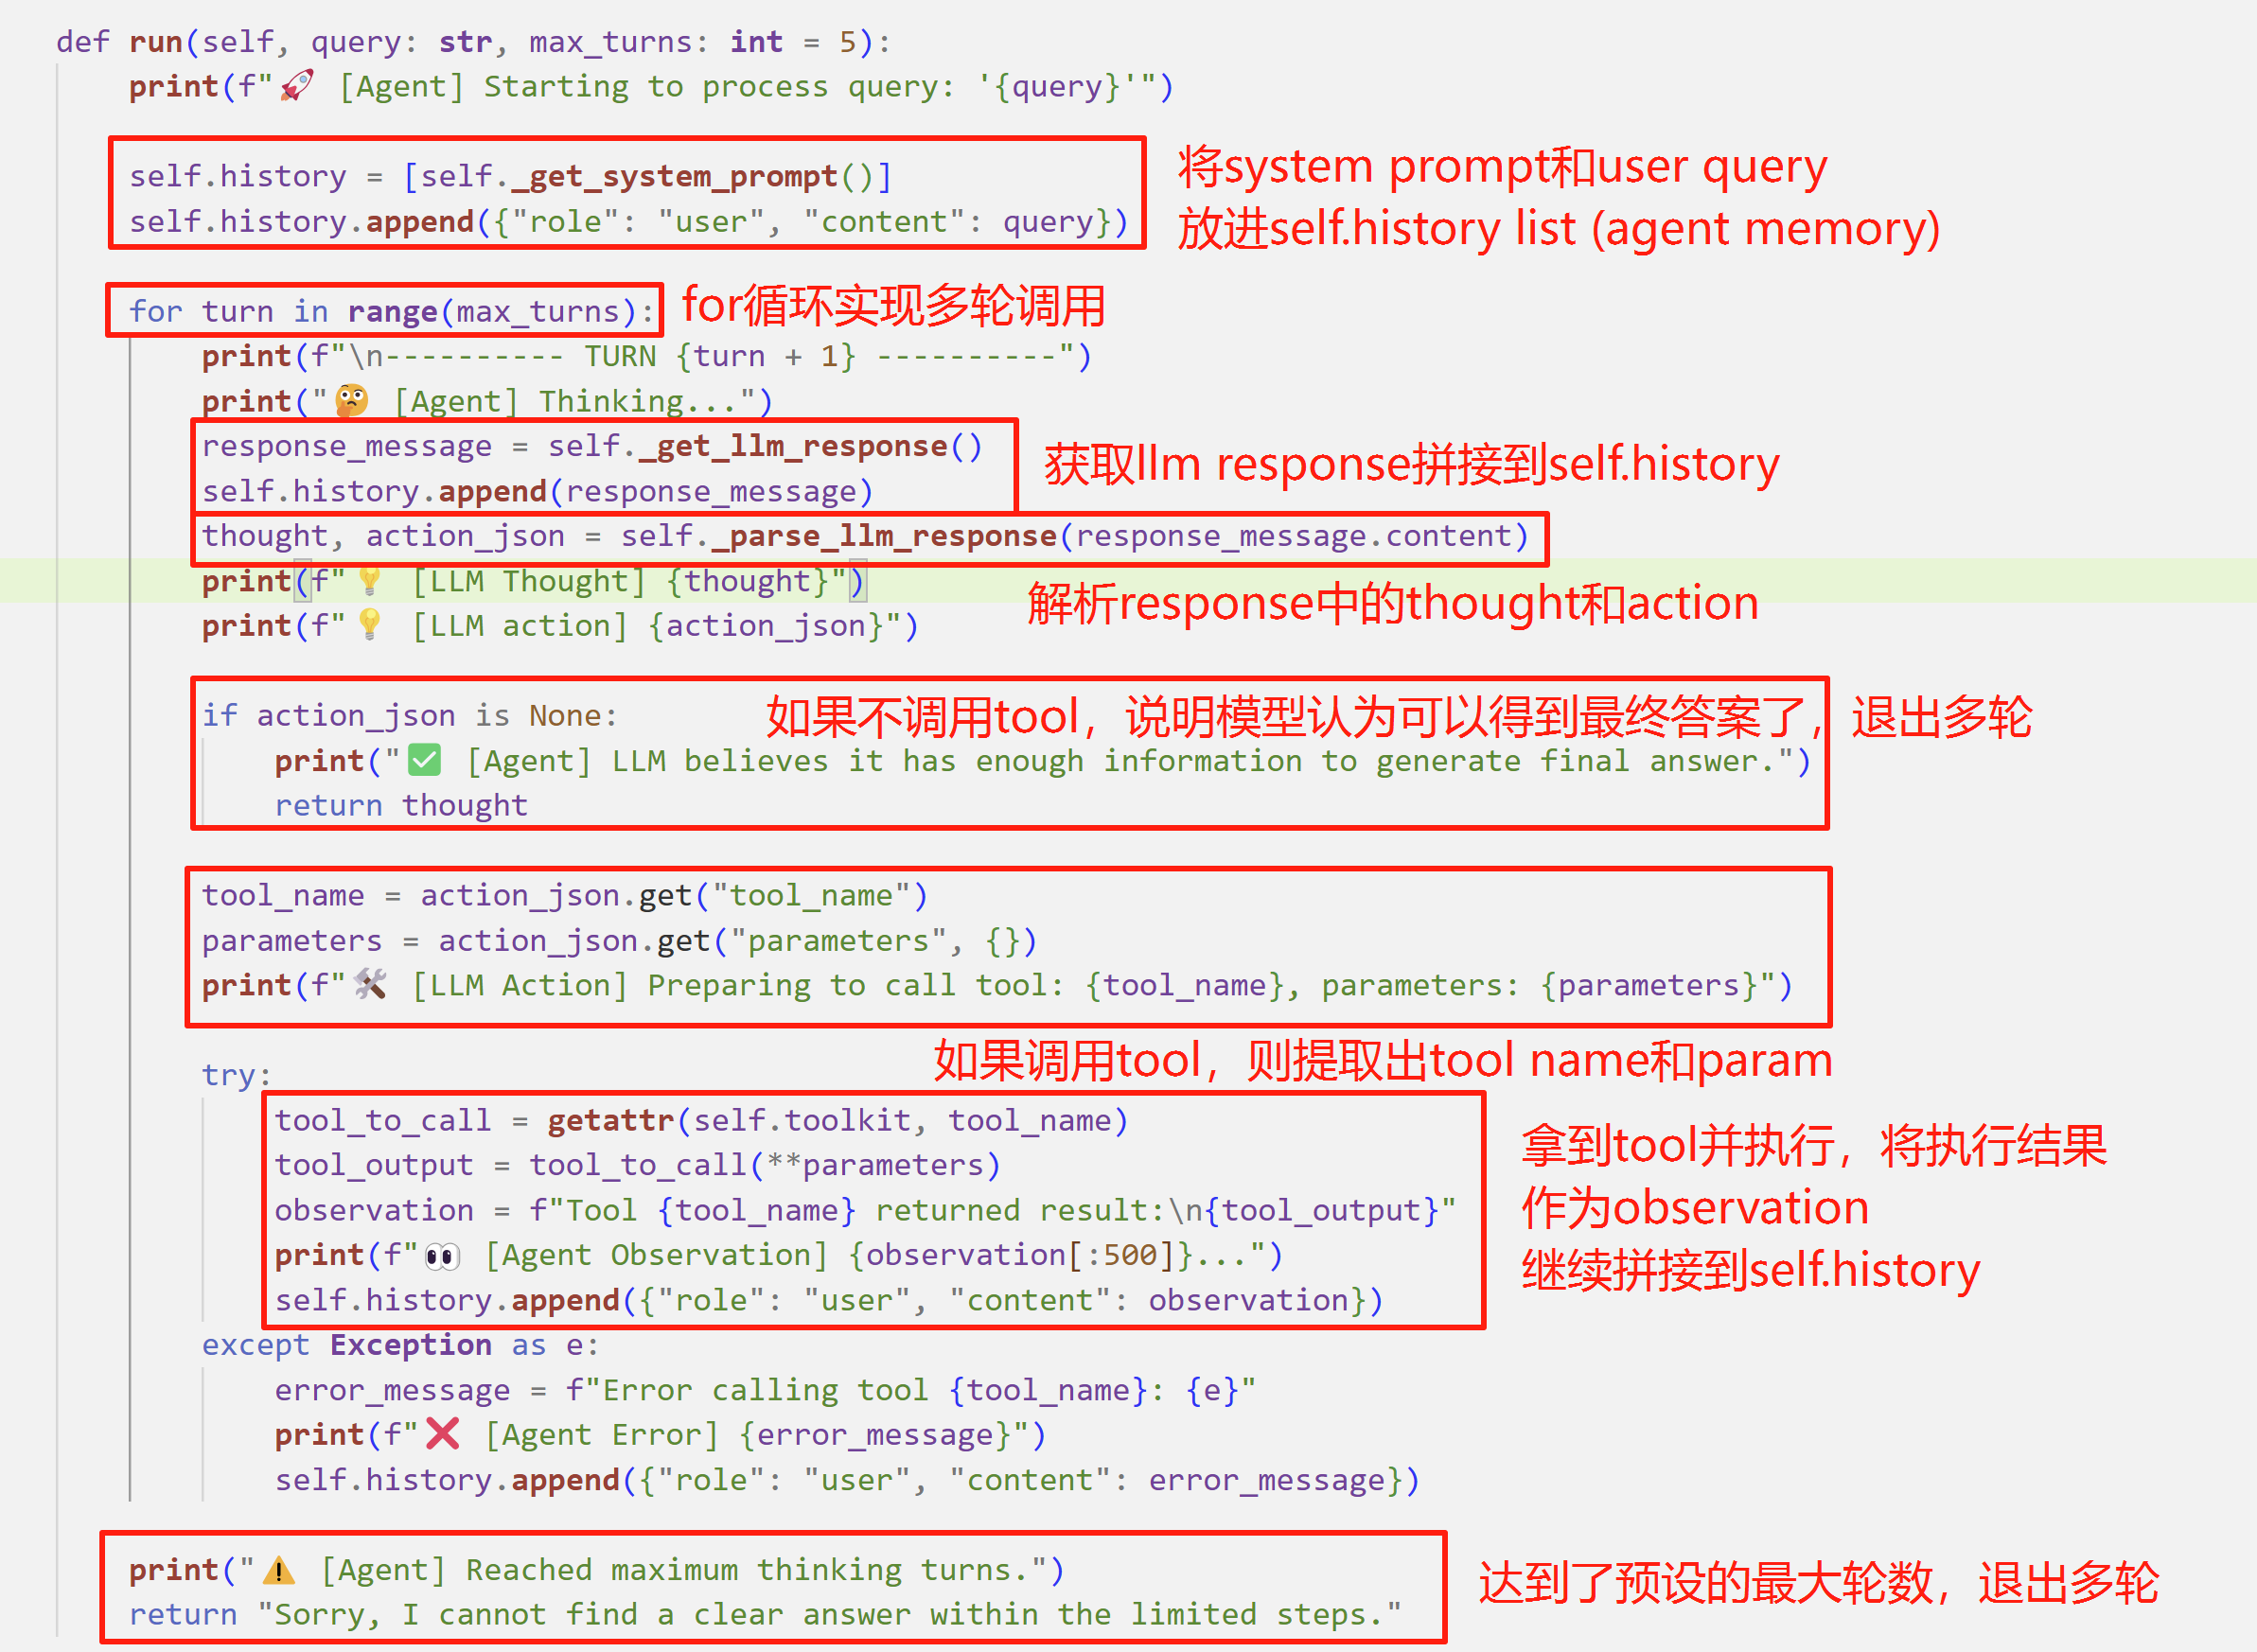 def run(self, query: str, max_turns: int = 5):
print(f"🚀 [Agent] Starting to process query: '{query}'")
self.history = [self._get_system_prompt()]
self.history.append({"role": "user", "content": query})
将system prompt和user query
放进self.history list (agent memory)
for turn in range(max_turns):
for循环实现多轮调用
print(f"\n---------- TURN {turn + 1} ----------")
print("🤔 [Agent] Thinking...")
response_message = self._get_llm_response()
self.history.append(response_message)
获取llm response拼接到self.history
thought, action_json = self._parse_llm_response(response_message.content)
print(f"💡 [LLM Thought] {thought}")
解析response中的thought和action
print(f"💡 [LLM action] {action_json}")
if action_json is None:
如果不调用tool，说明模型认为可以得到最终答案了，退出多轮
print("✅ [Agent] LLM believes it has enough information to generate final answer.")
return thought
tool_name = action_json.get("tool_name")
parameters = action_json.get("parameters", {})
print(f"🛠️ [LLM Action] Preparing to call tool: {tool_name}, parameters: {parameters}")
如果调用tool，则提取出tool name和param
try:
tool_to_call = getattr(self.toolkit, tool_name)
tool_output = tool_to_call(**parameters)
observation = f"Tool {tool_name} returned result:\n{tool_output}"
print(f"👀 [Agent Observation] {observation[:500]}...")
self.history.append({"role": "user", "content": observation})
拿到tool并执行，将执行结果
作为observation
继续拼接到self.history
except Exception as e:
error_message = f"Error calling tool {tool_name}: {e}"
print(f"❌ [Agent Error] {error_message}")
self.history.append({"role": "user", "content": error_message})
print("⚠️ [Agent] Reached maximum thinking turns.")
return "Sorry, I cannot find a clear answer within the limited steps."
达到了预设的最大轮数，退出多轮